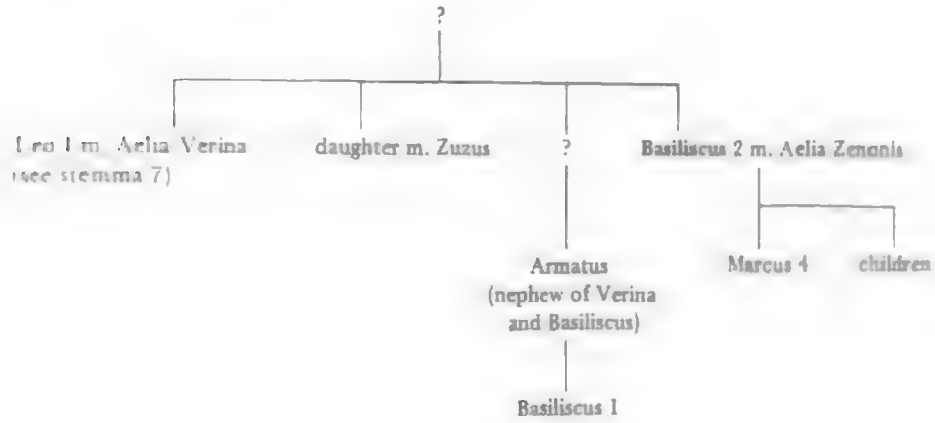 ?
Leo I m. Aelia Verina
(see stemma 7)
daughter m. Zuzus
?
Basiliscus 2 m. Aelia Zenonis
Armatus
(nephew of Verina
and Basiliscus)
Marcus 4
children
Basiliscus 1